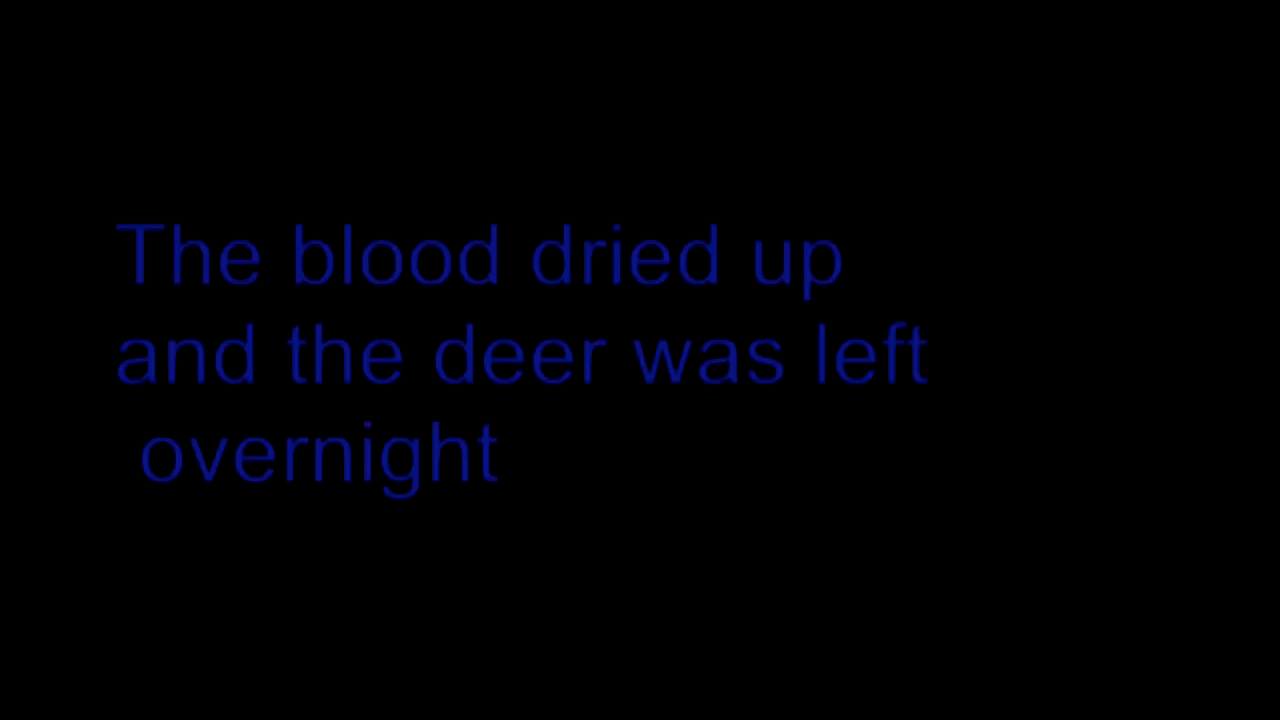 The blood dried up
and the deer was left
overnight